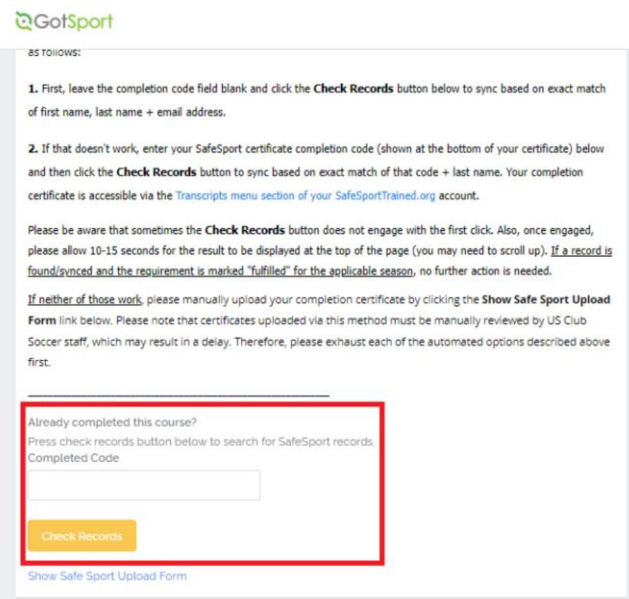 GotSport
as follows:
1. First, leave the completion code field blank and click the Check Records button below to sync based on exact match
of first name, last name + email address.
2. If that doesn't work, enter your SafeSport certificate completion code (shown at the bottom of your certificate) below
and then click the Check Records button to sync based on exact match of that code + last name. Your completion
certificate is accessible via the Transcripts menu section of your SafeSportTrained.org account.
Please be aware that sometimes the Check Records button does not engage with the first click. Also, once engaged,
please allow 10-15 seconds for the result to be displayed at the top of the page (you may need to scroll up). If a record is
found/synced and the requirement is marked "fulfilled" for the applicable season, no further action is needed.
If neither of those work, please manually upload your completion certificate by clicking the Show Safe Sport Upload
Form link below. Please note that certificates uploaded via this method must be manually reviewed by US Club
Soccer staff, which may result in a delay. Therefore, please exhaust each of the automated options described above
first.
Already completed this course?
Press check records button below to search for SafeSport records.
Completed Code
Check Records
Show Safe Sport Upload Form